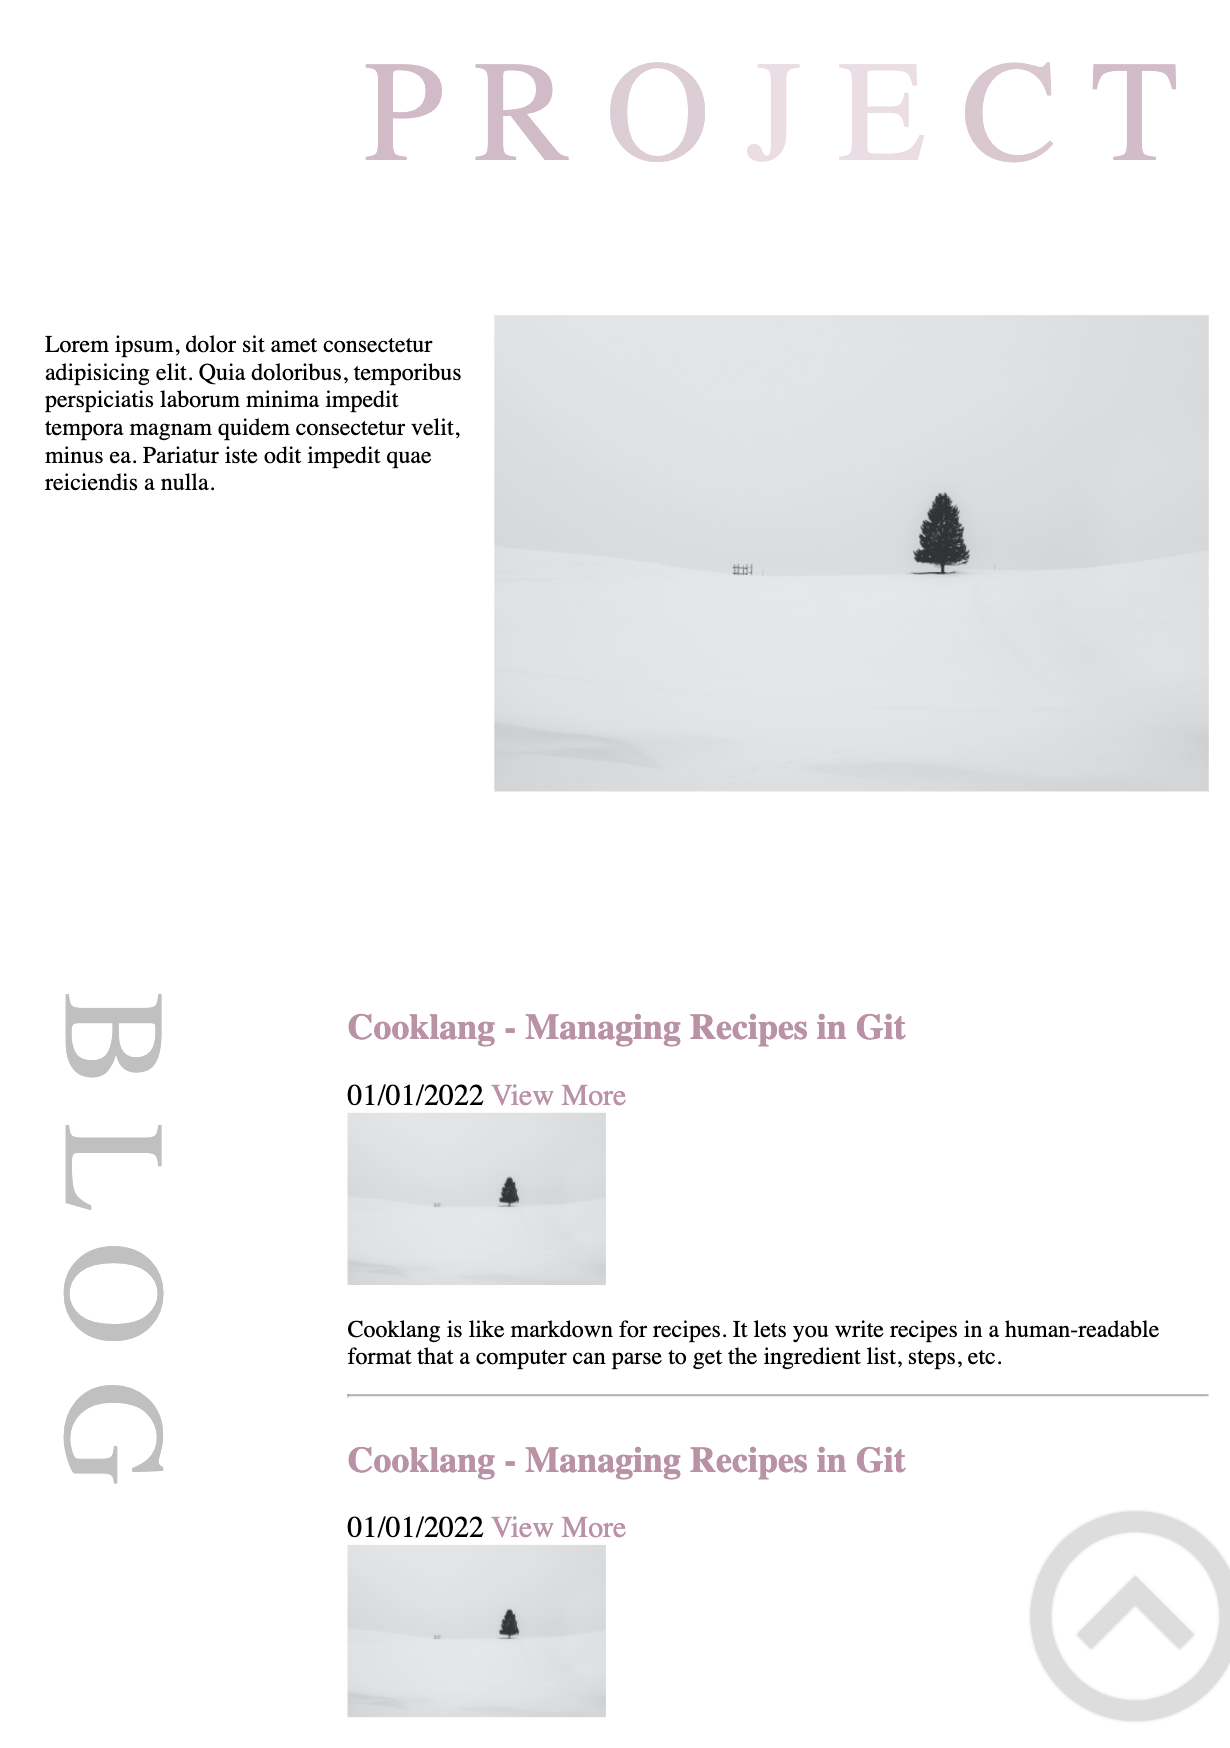 PROJECT
Lorem ipsum, dolor sit amet consectetur
adipisicing elit. Quia doloribus, temporibus
perspiciatis laborum minima impedit
tempora magnam quidem consectetur velit,
minus ea. Pariatur iste odit impedit quae
reiciendis a nulla.
BLOG
Cooklang - Managing Recipes in Git
01/01/2022 View More
Cooklang is like markdown for recipes. It lets you write recipes in a human-readable
format that a computer can parse to get the ingredient list, steps, etc.
Cooklang - Managing Recipes in Git
01/01/2022 View More